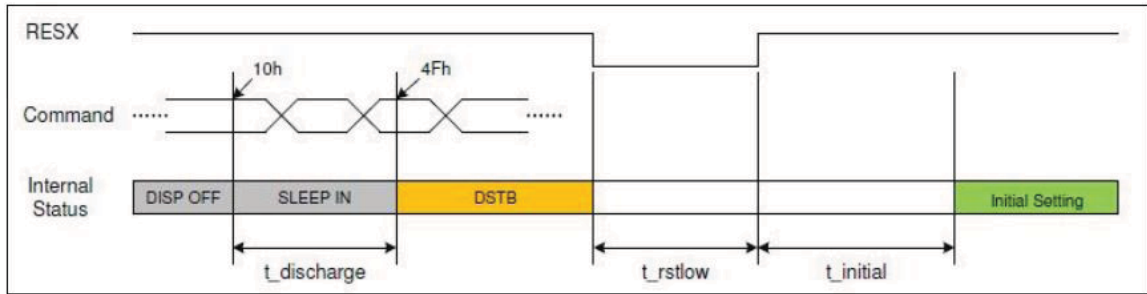 RESX
10h
4Fh
Command
......
......
Internal
Status
DISP OFF
SLEEP IN
DSTB
Initial Setting
t_discharge
t_rstlow
t_initial